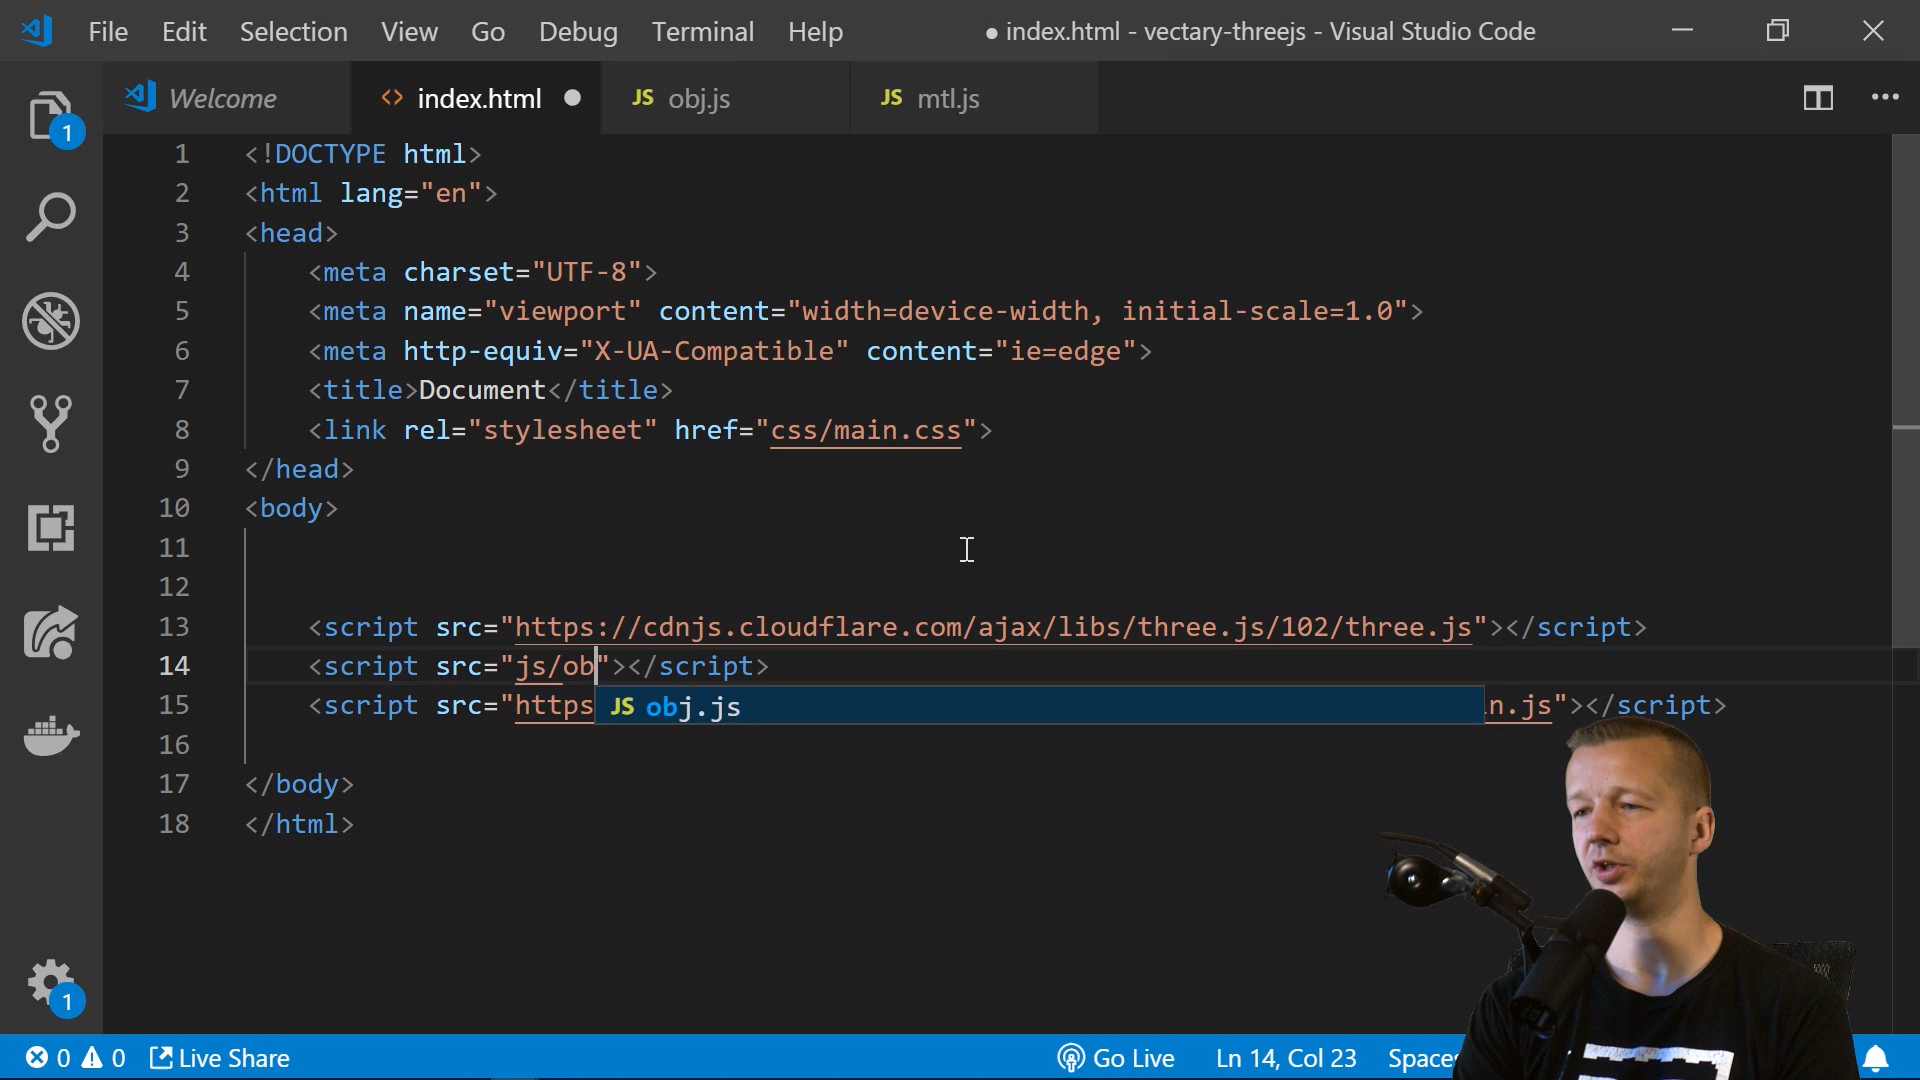 File Edit Selection View Go Debug Terminal Help ● index.html - vectary-threejs - Visual Studio Code
Welcome <> index.html ● JS obj.js JS mtl.js
1
1 <!DOCTYPE html>
2 <html lang="en">
3 <head>
4 <meta charset="UTF-8">
5 <meta name="viewport" content="width=device-width, initial-scale=1.0">
6 <meta http-equiv="X-UA-Compatible" content="ie=edge">
7 <title>Document</title>
8 <link rel="stylesheet" href="css/main.css">
9 </head>
10 <body>
11
12
13 <script src="https://cdnjs.cloudflare.com/ajax/libs/three.js/102/three.js"></script>
14 <script src="js/ob"></script>
15 <script src="https JS obj.js n.js"></script>
16
17 </body>
18 </html>
1
0 0 Live Share Go Live Ln 14, Col 23 Spaces